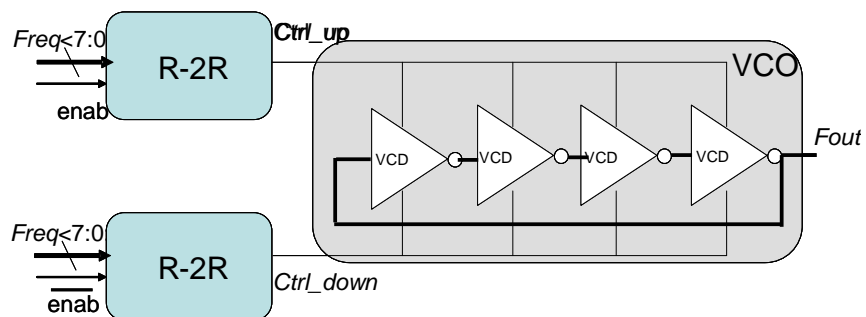 Freq<7:0
enab
R-2R
Ctrl_up
VCO
VCD
VCD
VCD
VCD
Fout
Freq<7:0
enab
R-2R
Ctrl_down